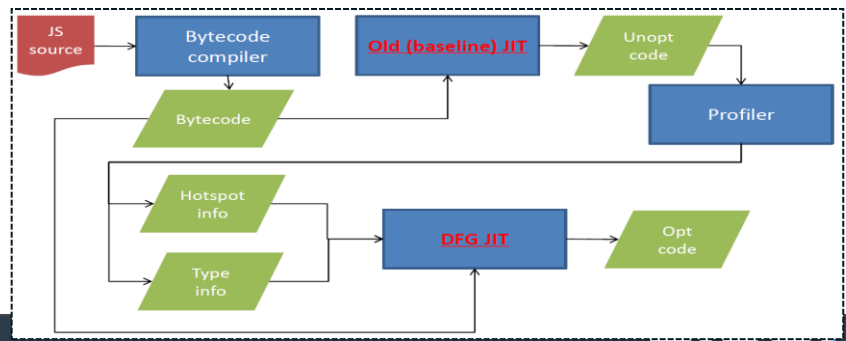 JS
source
Bytecode
compiler
Old (baseline) JIT
Unopt
code
Bytecode
Profiler
Hotspot
info
DFG JIT
Opt
code
Type
info